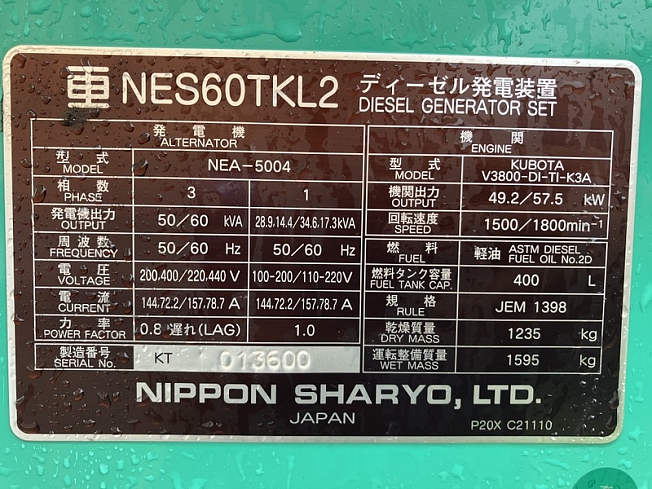 車 NES60TKL2 ディーゼル発電装置
DIESEL GENERATOR SET
発電機
ALTERNATOR
型式 MODEL NEA-5004
相数 PHASE 3 1
発電機出力 OUTPUT 50/60 kVA 28.9,14.4/34.6,17.3kVA
周波数 FREQUENCY 50/60 Hz 50/60 Hz
電圧 VOLTAGE 200,400/220,440 V 100-200/110-220V
電流 CURRENT 144,72.2/157,78.7 A 144,72.2/157,78.7 A
力率 POWER FACTOR 0.8 遅れ(LAG) 1.0
製造番号 SERIAL No. KT 013600
機関
ENGINE
型式 MODEL KUBOTA V3800-DI-TI-K3A
機関出力 OUTPUT 49.2/57.5 kW
回転速度 SPEED 1500/1800min⁻¹
燃料 FUEL 軽油 ASTM DIESEL FUEL OIL No.2D
燃料タンク容量 FUEL TANK CAP. 400 L
規格 RULE JEM 1398
乾燥質量 DRY MASS 1235 kg
運転整備質量 WET MASS 1595 kg
NIPPON SHARYO, LTD.
JAPAN
P20X C21110